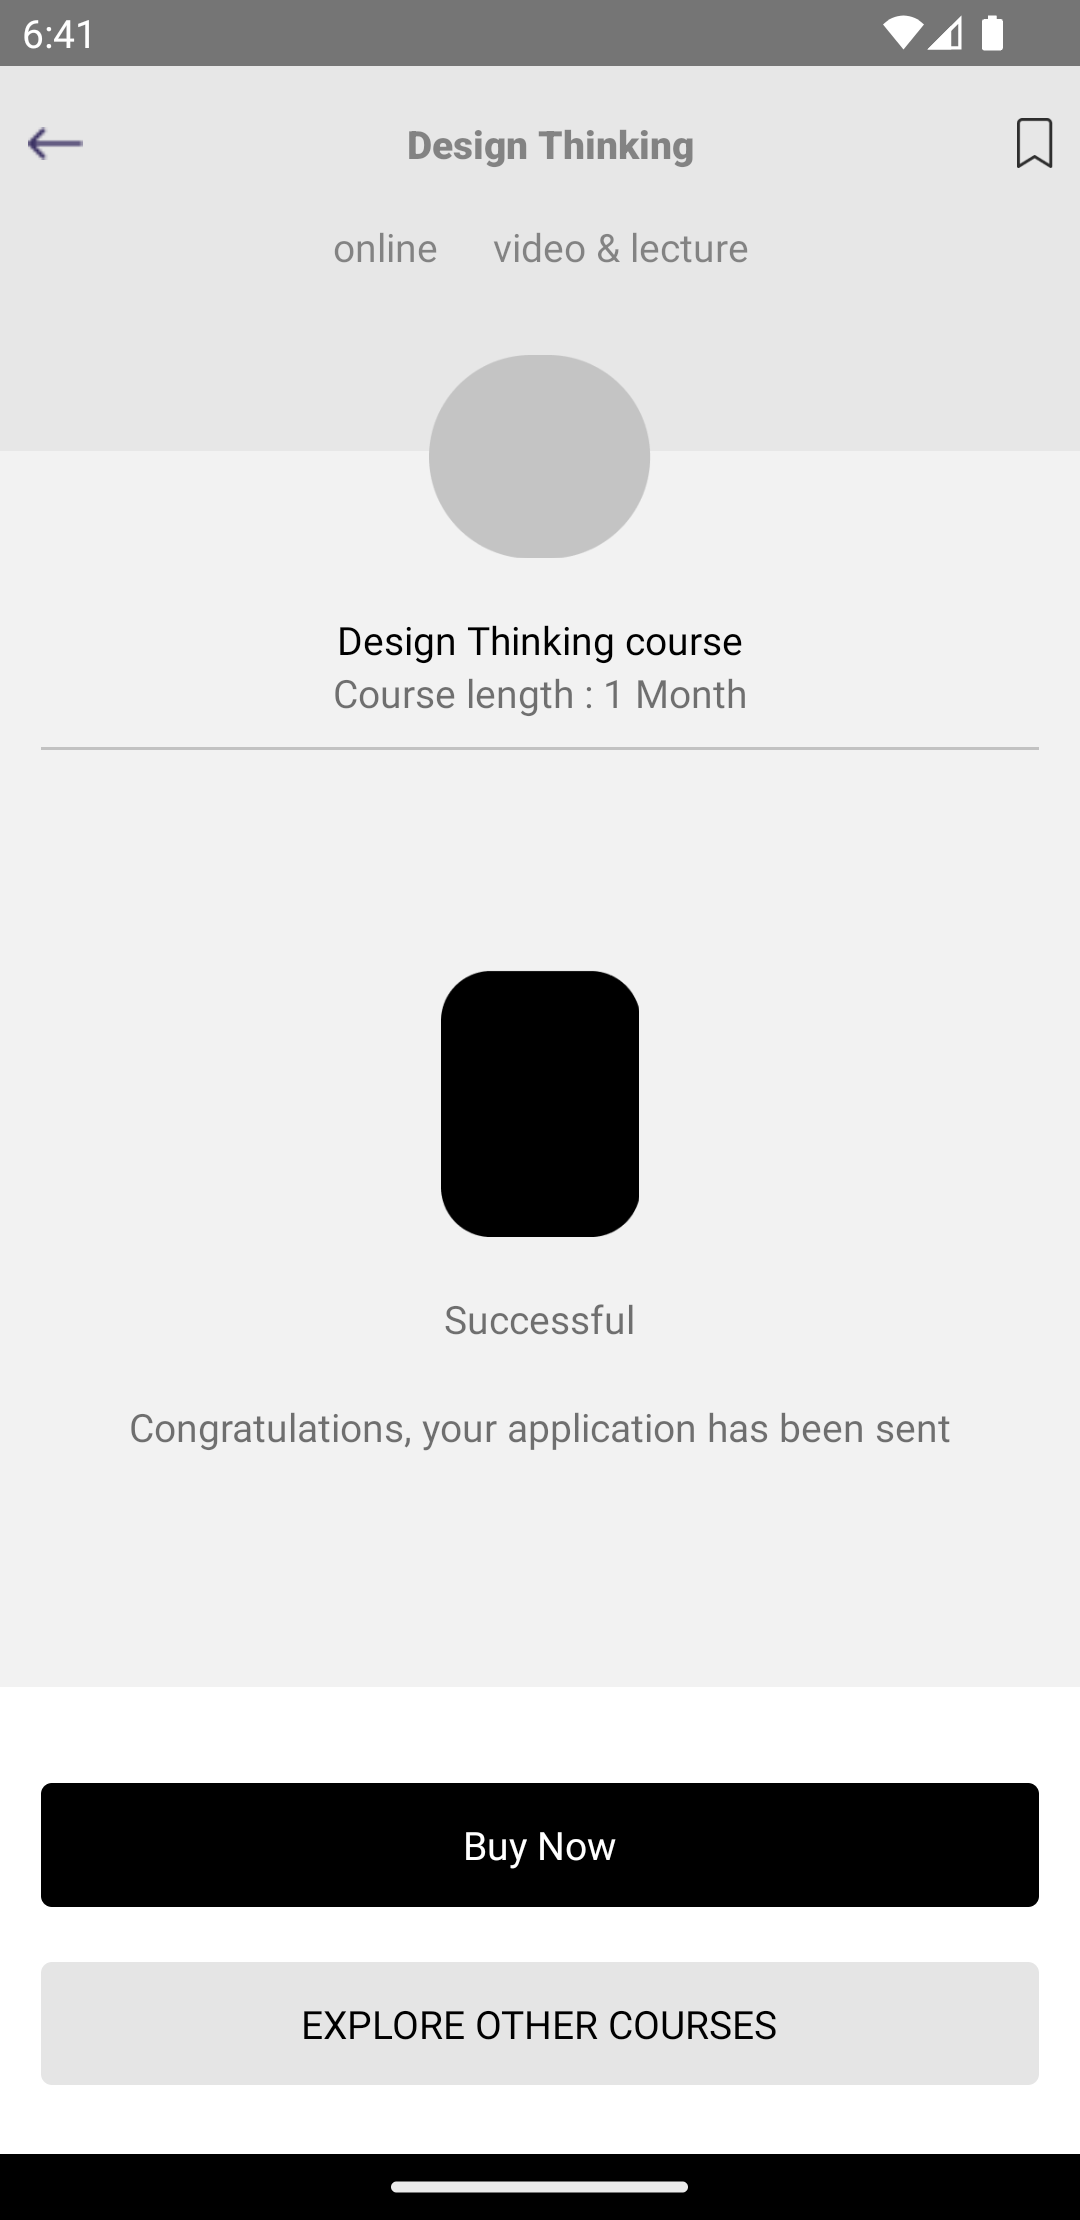 6:41
Design Thinking
online video & lecture
Design Thinking course
Course length : 1 Month
Successful
Congratulations, your application has been sent
Buy Now
EXPLORE OTHER COURSES